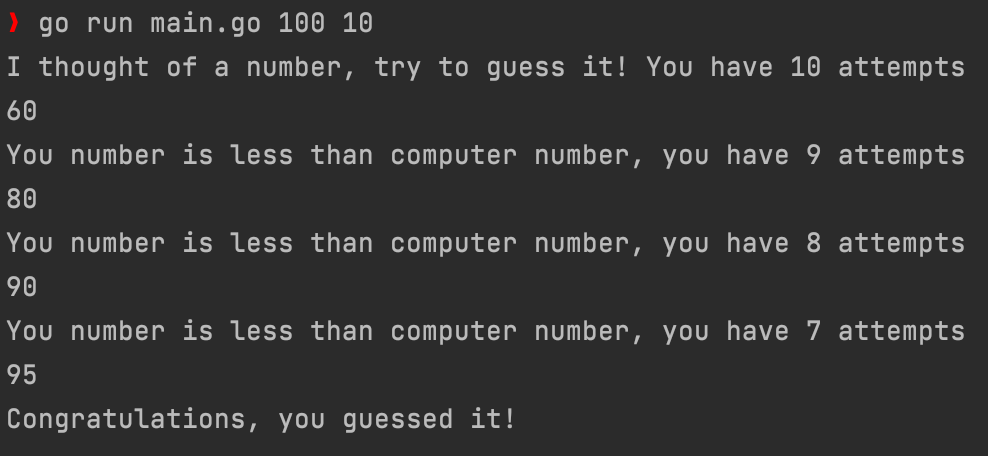 ❯ go run main.go 100 10
I thought of a number, try to guess it! You have 10 attempts
60
You number is less than computer number, you have 9 attempts
80
You number is less than computer number, you have 8 attempts
90
You number is less than computer number, you have 7 attempts
95
Congratulations, you guessed it!